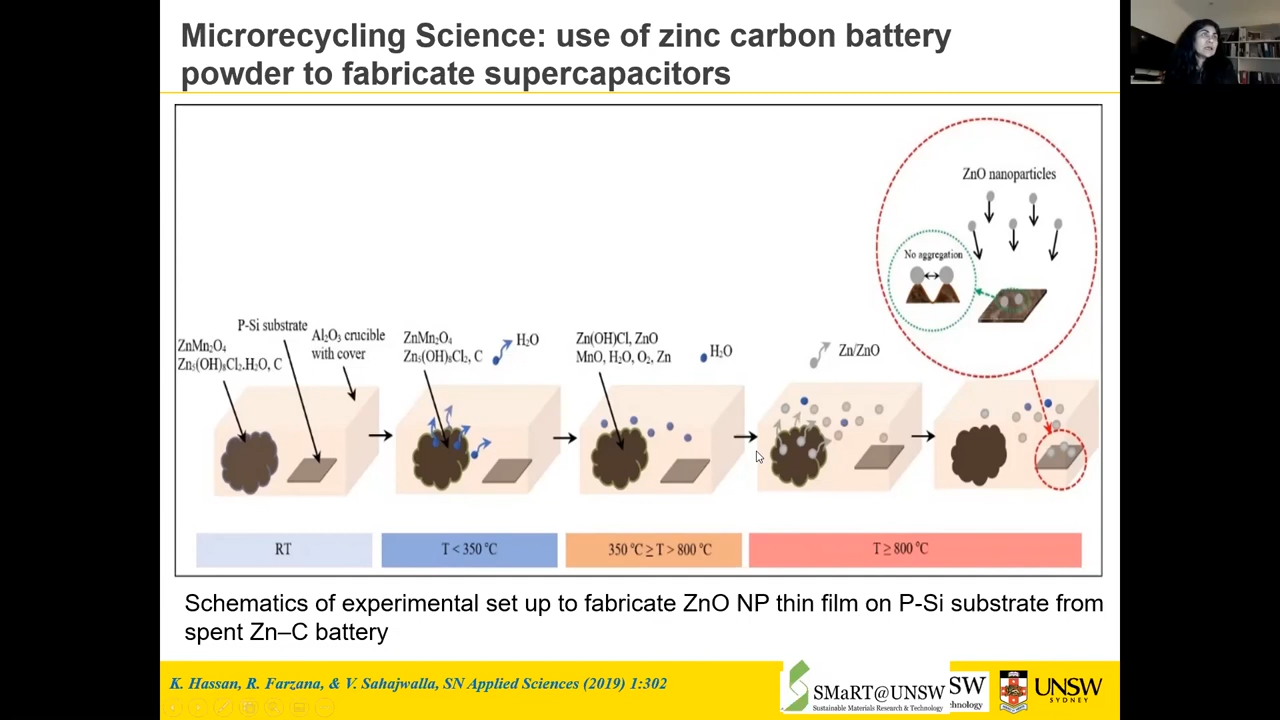 Microrecycling Science: use of zinc carbon battery
powder to fabricate supercapacitors
ZnO nanoparticles
No aggregation
P-Si substrate
Al₂O₃ crucible
with cover
ZnMn₂O₄
Zn₅(OH)₈Cl₂.H₂O, C
ZnMn₂O₄
Zn₅(OH)₈Cl₂, C
H₂O
Zn(OH)Cl, ZnO
MnO, H₂O, O₂, Zn
H₂O
Zn/ZnO
RT
T < 350 °C
350 °C ≥ T > 800 °C
T ≥ 800 °C
Schematics of experimental set up to fabricate ZnO NP thin film on P-Si substrate from
spent Zn–C battery
K. Hassan, R. Farzana, & V. Sahajwalla, SN Applied Sciences (2019) 1:302
SMaRT@UNSW
Sustainable Materials Research & Technology
SW
hnology
UNSW
SYDNEY